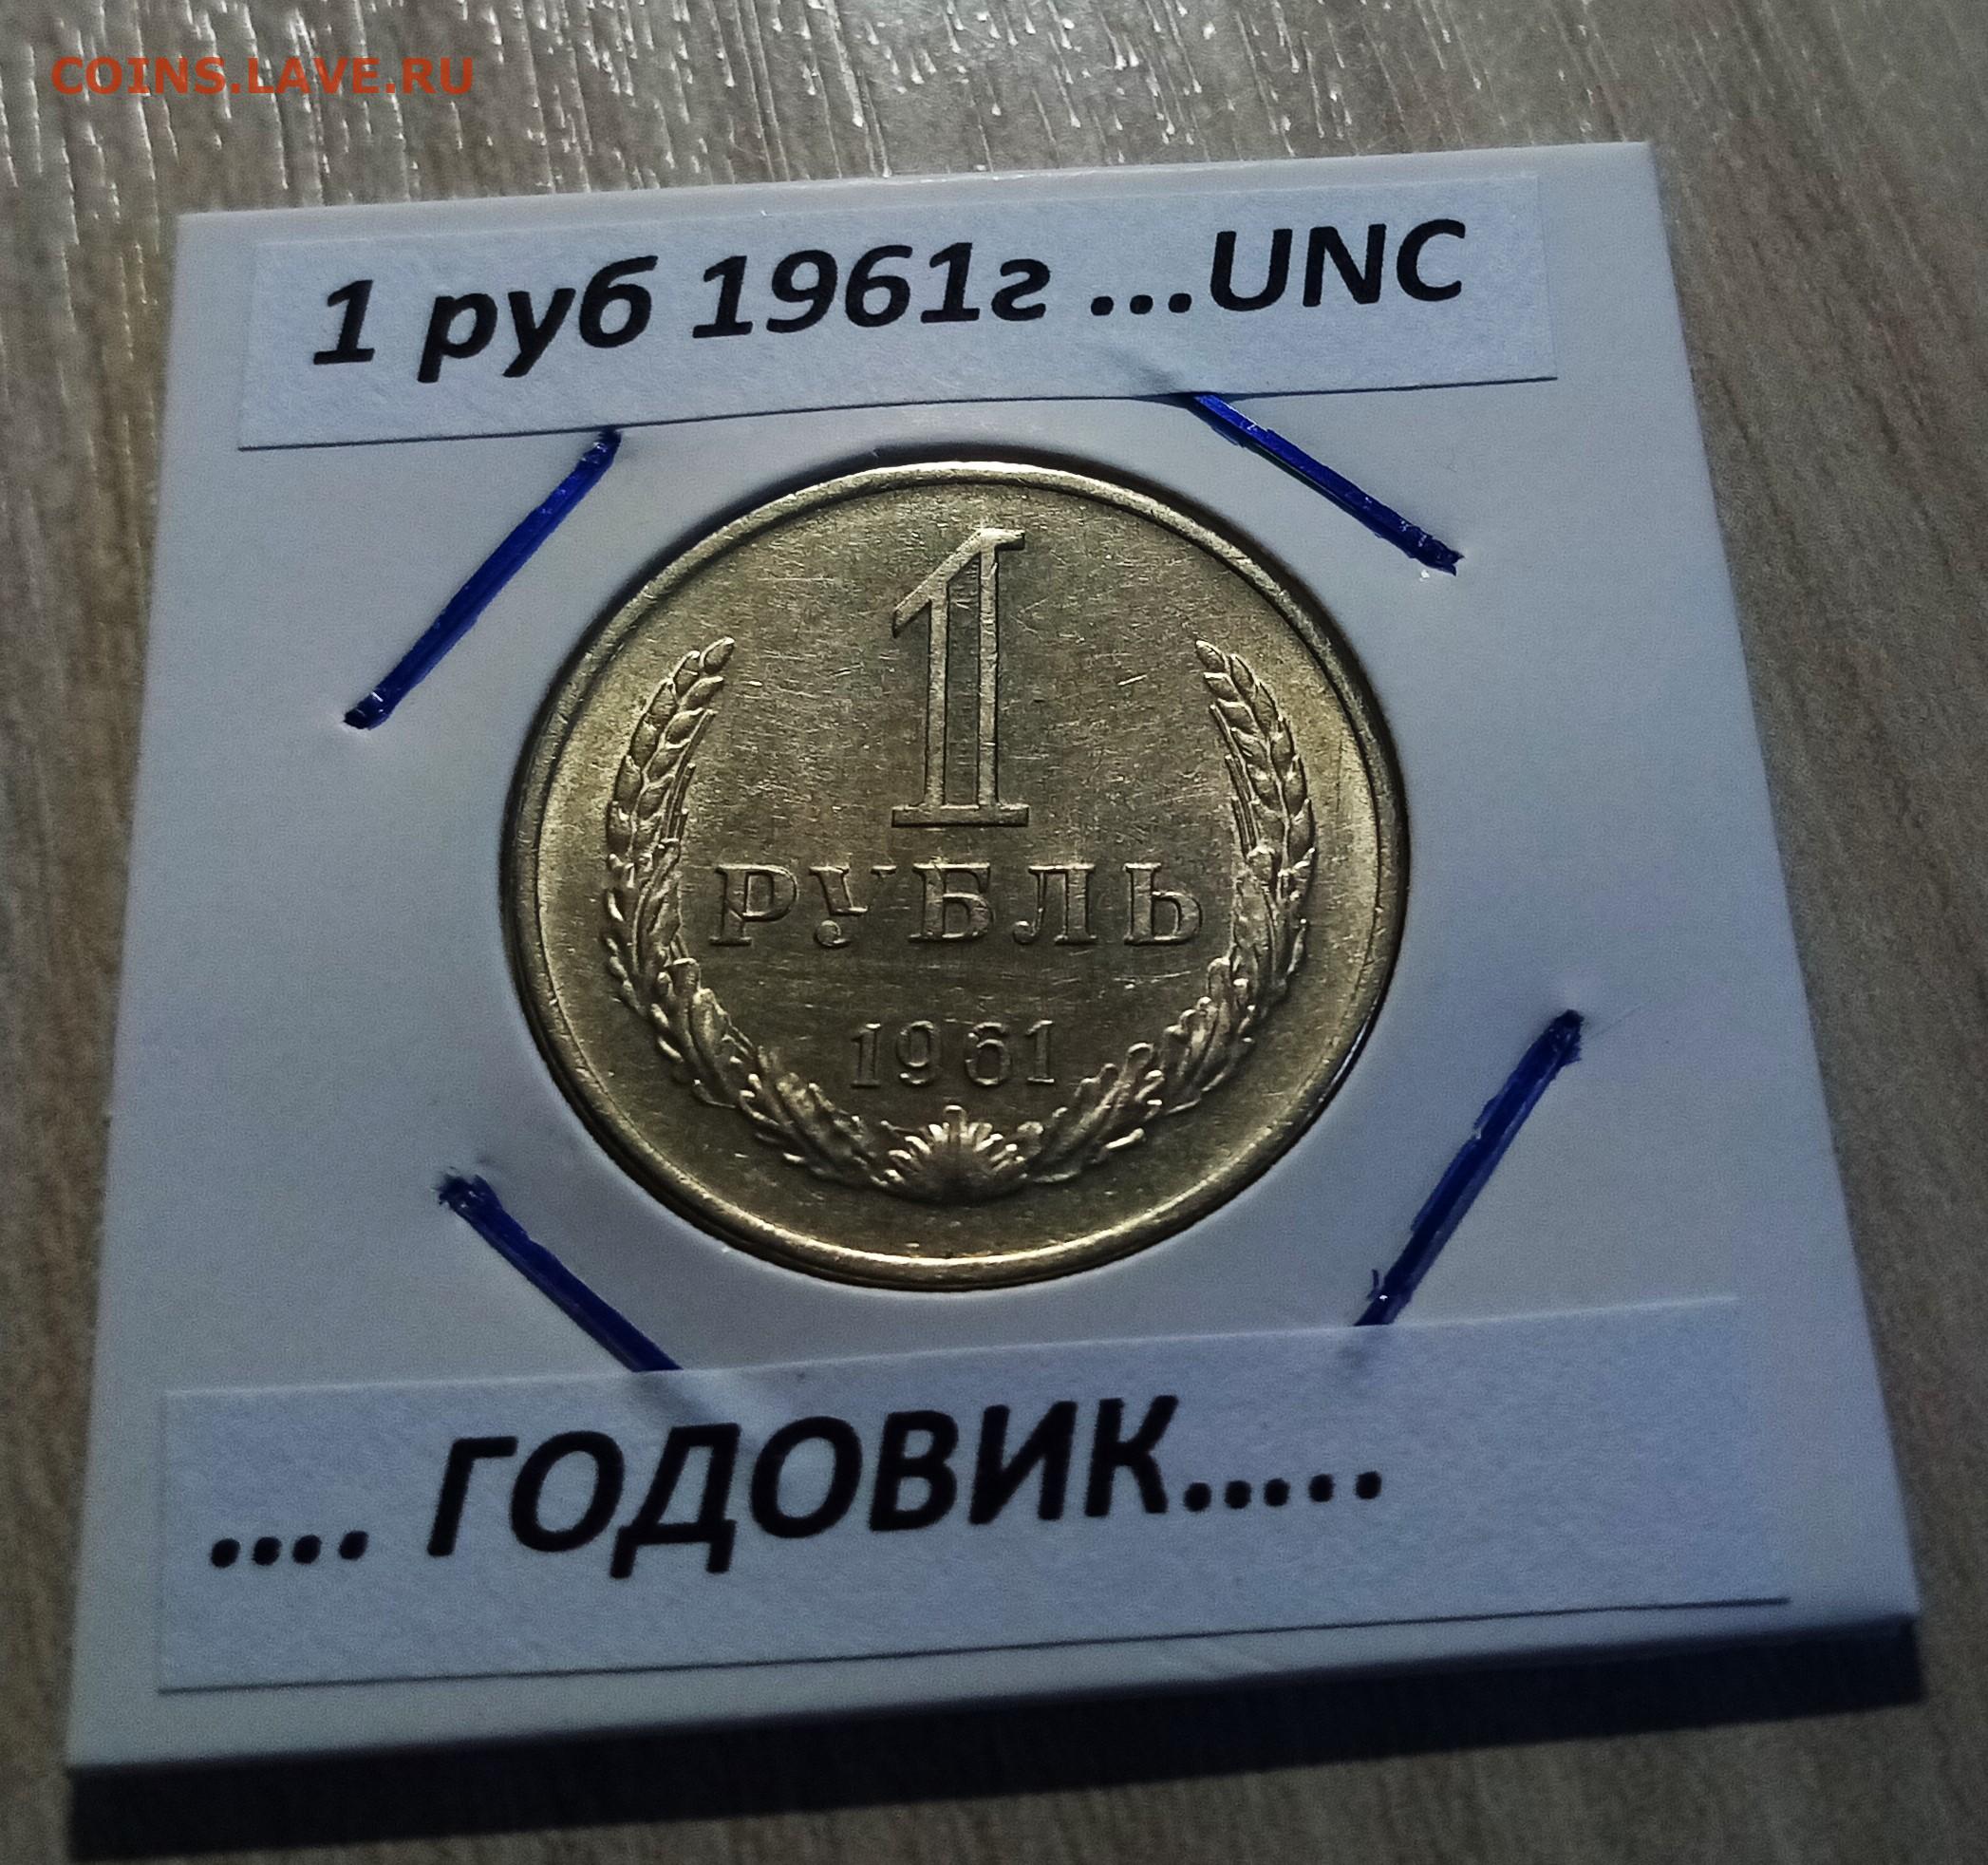 COINS.LAVE.RU
1 руб 1961г ...UNC
1
РУБЛЬ
1961
.... ГОДОВИК.....